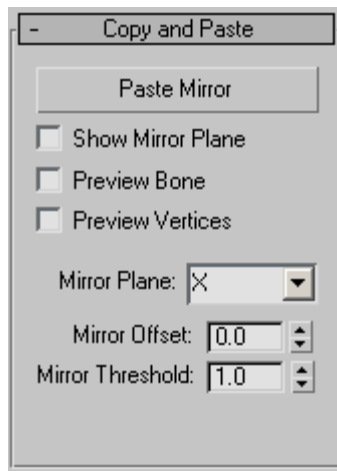 - Copy and Paste
Paste Mirror
Show Mirror Plane
Preview Bone
Preview Vertices
Mirror Plane: X
Mirror Offset: 0.0
Mirror Threshold: 1.0